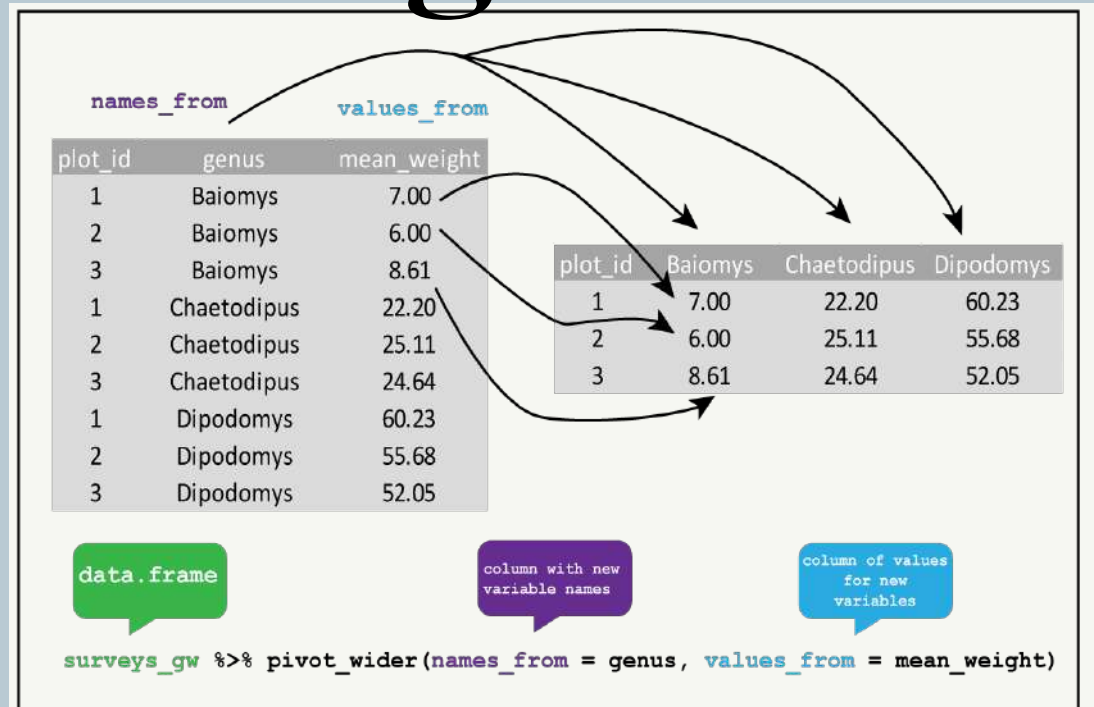 names_from values_from
plot_id genus mean_weight
1 Baiomys 7.00
2 Baiomys 6.00
3 Baiomys 8.61
1 Chaetodipus 22.20
2 Chaetodipus 25.11
3 Chaetodipus 24.64
1 Dipodomys 60.23
2 Dipodomys 55.68
3 Dipodomys 52.05
plot_id Baiomys Chaetodipus Dipodomys
1 7.00 22.20 60.23
2 6.00 25.11 55.68
3 8.61 24.64 52.05
data.frame
column with new
variable names
column of values
for new
variables
surveys_gw %>% pivot_wider(names_from = genus, values_from = mean_weight)